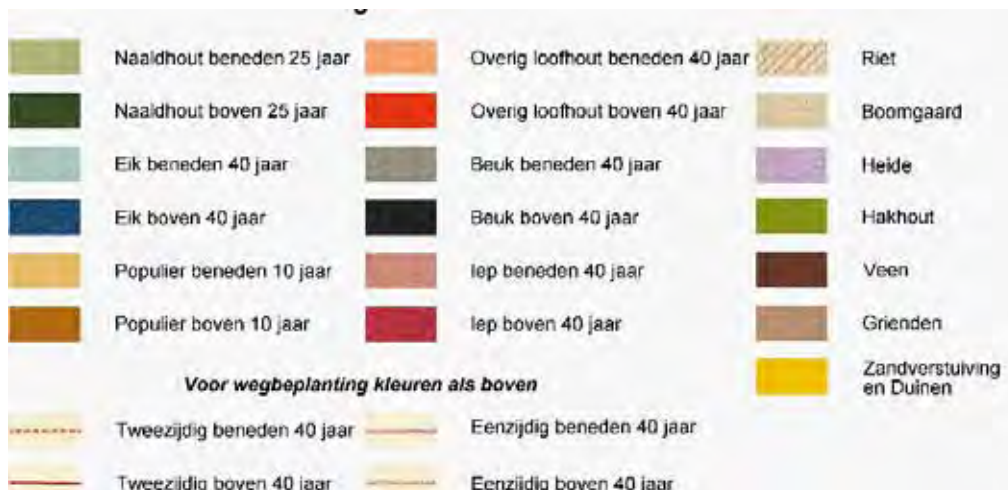 Naaldhout beneden 25 jaar
Naaldhout boven 25 jaar
Eik beneden 40 jaar
Eik boven 40 jaar
Populier beneden 10 jaar
Populier boven 10 jaar
Overig loofhout beneden 40 jaar
Overig loofhout boven 40 jaar
Beuk beneden 40 jaar
Beuk boven 40 jaar
Iep beneden 40 jaar
Iep boven 40 jaar
Riet
Boomgaard
Heide
Hakhout
Veen
Grienden
Zandverstuiving
en Duinen
Voor wegbeplanting kleuren als boven
Tweezijdig beneden 40 jaar
Tweezijdig boven 40 jaar
Eenzijdig beneden 40 jaar
Eenzijdig boven 40 jaar